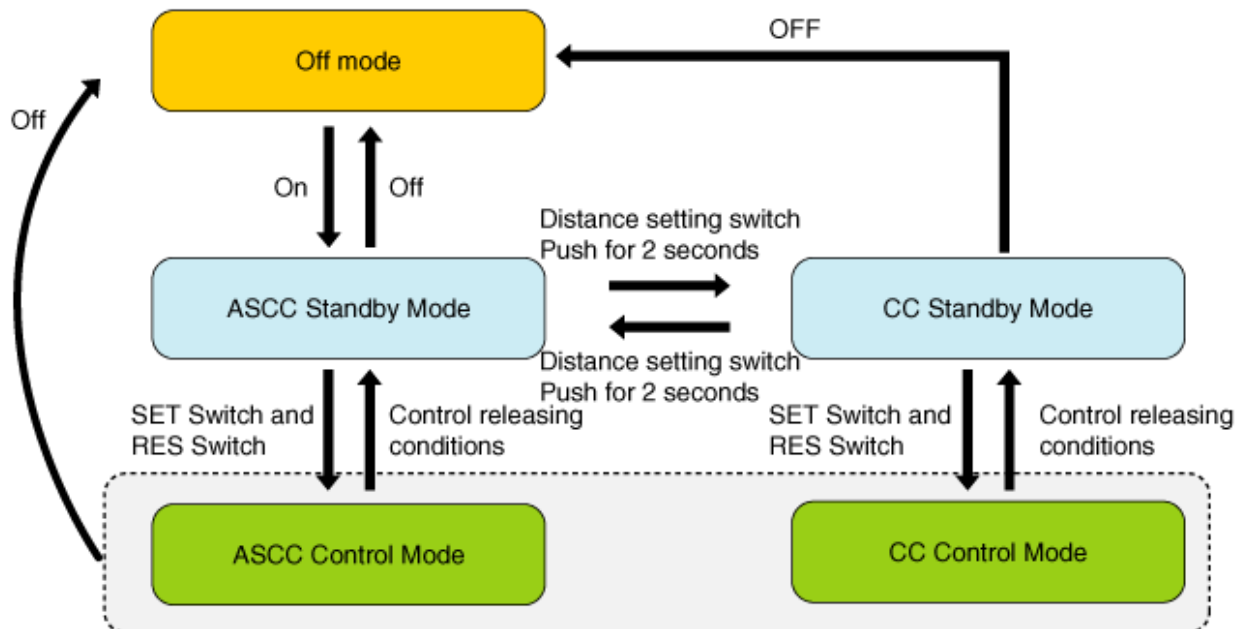 OFF
Off mode
Off
On
Off
Distance setting switch
Push for 2 seconds
ASCC Standby Mode
CC Standby Mode
Distance setting switch
Push for 2 seconds
SET Switch and
RES Switch
Control releasing
conditions
SET Switch and
RES Switch
Control releasing
conditions
ASCC Control Mode
CC Control Mode